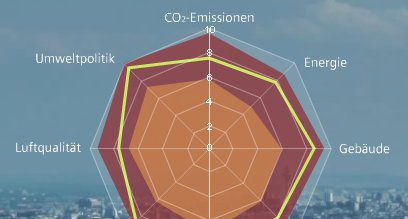 CO₂-Emissionen
10
Umweltpolitik
Energie
8
6
4
2
Luftqualität
0
Gebäude